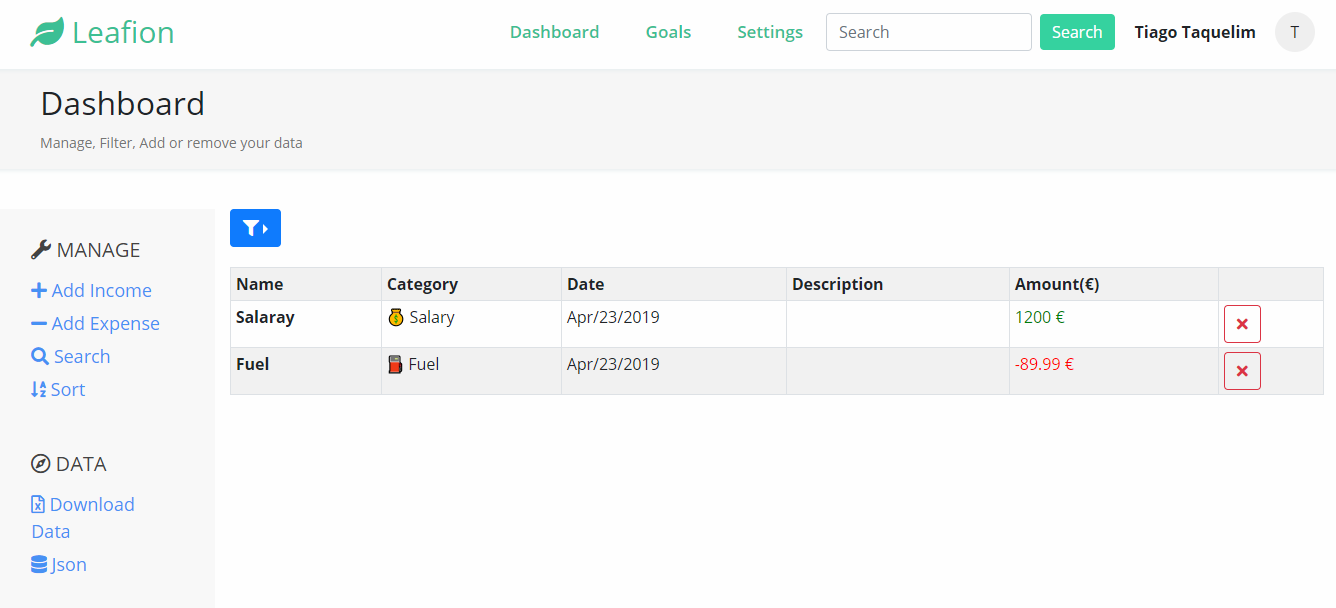 Leafion
Dashboard Goals Settings Search Search Tiago Taquelim T
Dashboard
Manage, Filter, Add or remove your data
MANAGE
Add Income
Add Expense
Search
Sort
DATA
Download
Data
Json
Name Category Date Description Amount(€)
Salaray Salary Apr/23/2019 1200 €
Fuel Fuel Apr/23/2019 -89.99 €